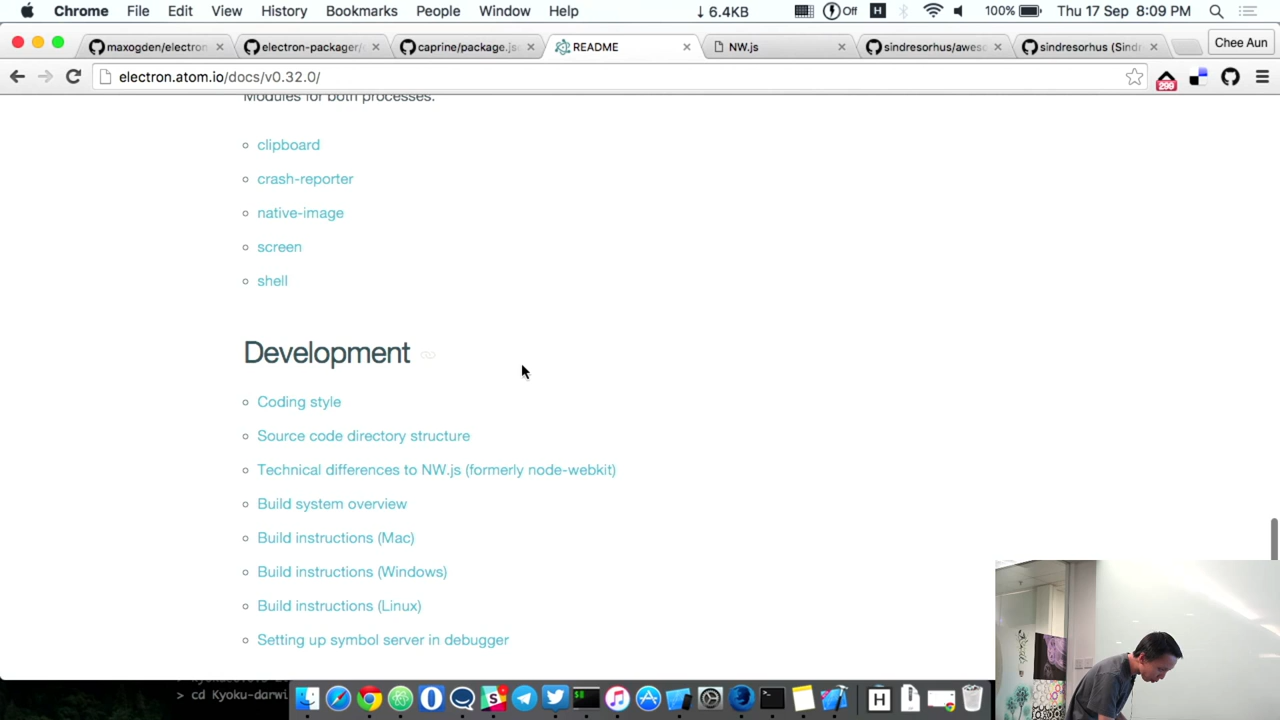 Chrome File Edit View History Bookmarks People Window Help ↓ 6.4KB Off H 100% Thu 17 Sep 8:09 PM
maxogden/electron electron-packager/ caprine/package.js README NW.js sindresorhus/awes sindresorhus (Sind Chee Aun
electron.atom.io/docs/v0.32.0/ 299
Modules for both processes.
clipboard
crash-reporter
native-image
screen
shell
Development
Coding style
Source code directory structure
Technical differences to NW.js (formerly node-webkit)
Build system overview
Build instructions (Mac)
Build instructions (Windows)
Build instructions (Linux)
Setting up symbol server in debugger
> cd Kyoku-darwi